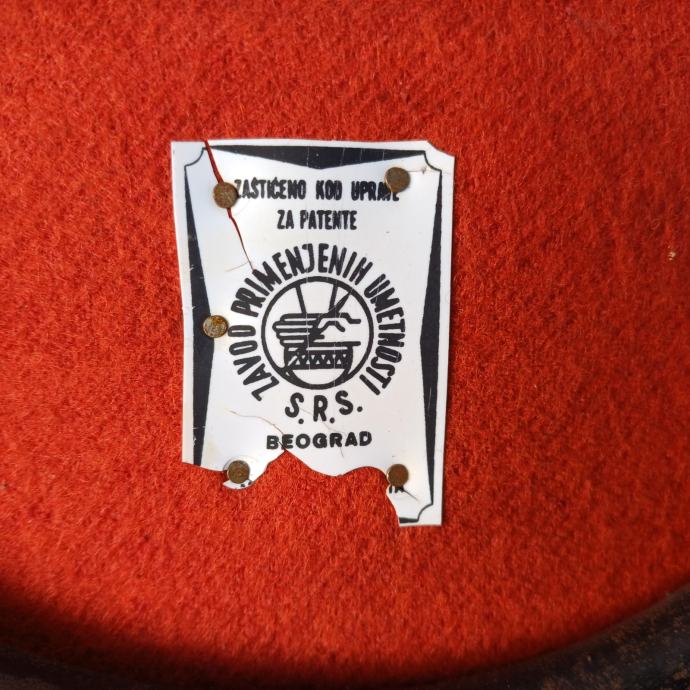 ZAŠTIĆENO KOD UPRAVE
ZA PATENTE
ZAVOD PRIMENJENIH UMETNOSTI
S.R.S.
BEOGRAD